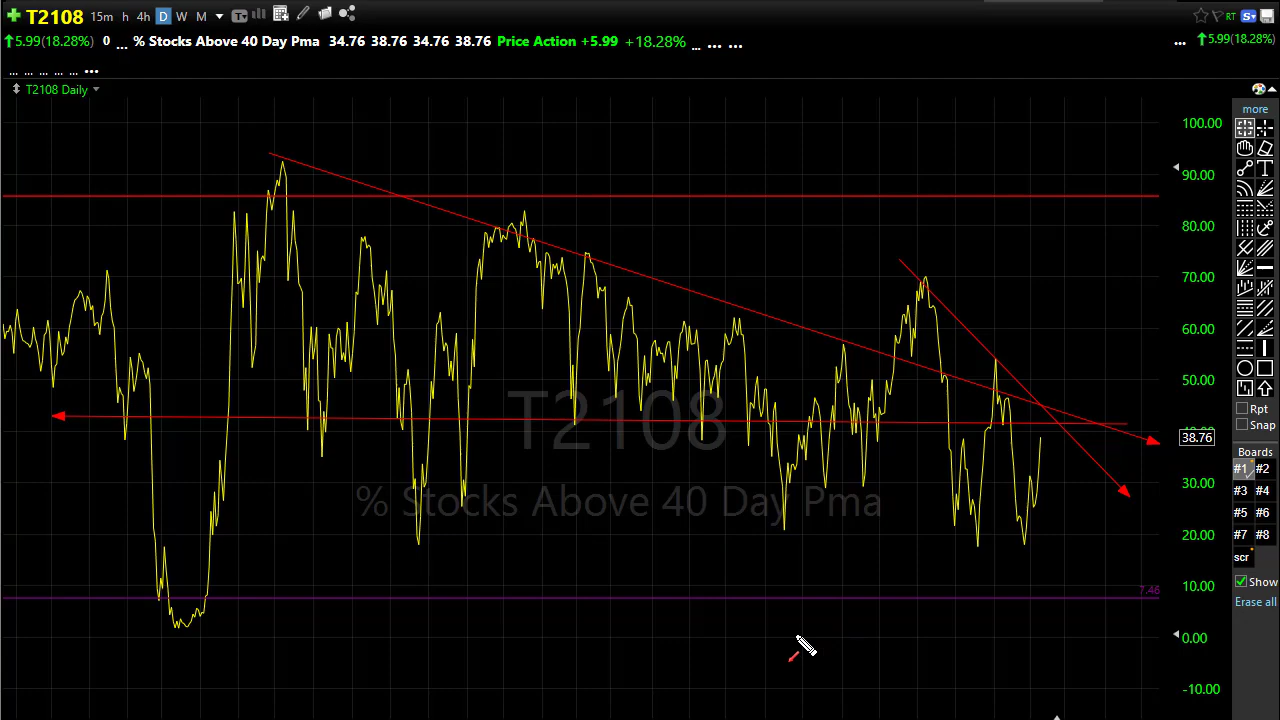 T2108 15m h 4h D W M T RT S
5.99(18.28%) 0 ... % Stocks Above 40 Day Pma 34.76 38.76 34.76 38.76 Price Action +5.99 +18.28% ... ... ... ... 5.99(18.28%)
... ... ... ... ... ...
T2108 Daily
more
100.00
90.00
80.00
70.00
60.00
50.00
40.00
38.76
30.00
20.00
10.00
0.00
-10.00
T2108
% Stocks Above 40 Day Pma
7.46
T
Rpt
Snap
Boards
#1 #2
#3 #4
#5 #6
#7 #8
scr
Show
Erase all